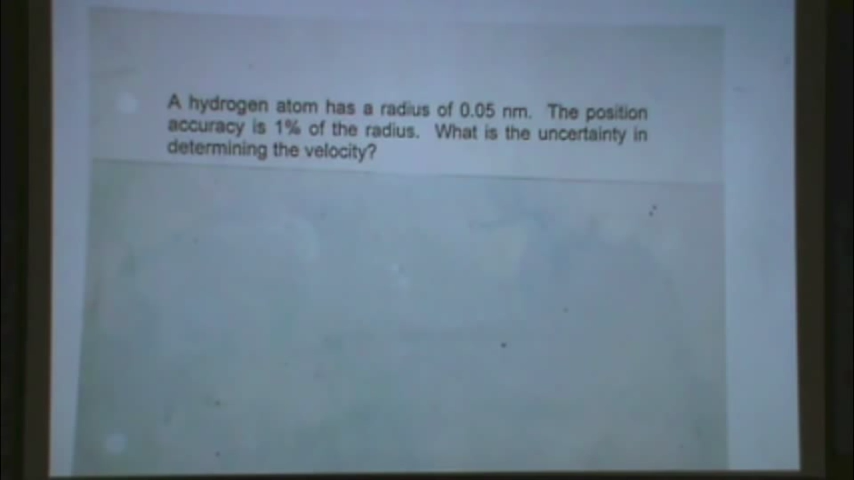 A hydrogen atom has a radius of 0.05 nm. The position
accuracy is 1% of the radius. What is the uncertainty in
determining the velocity?